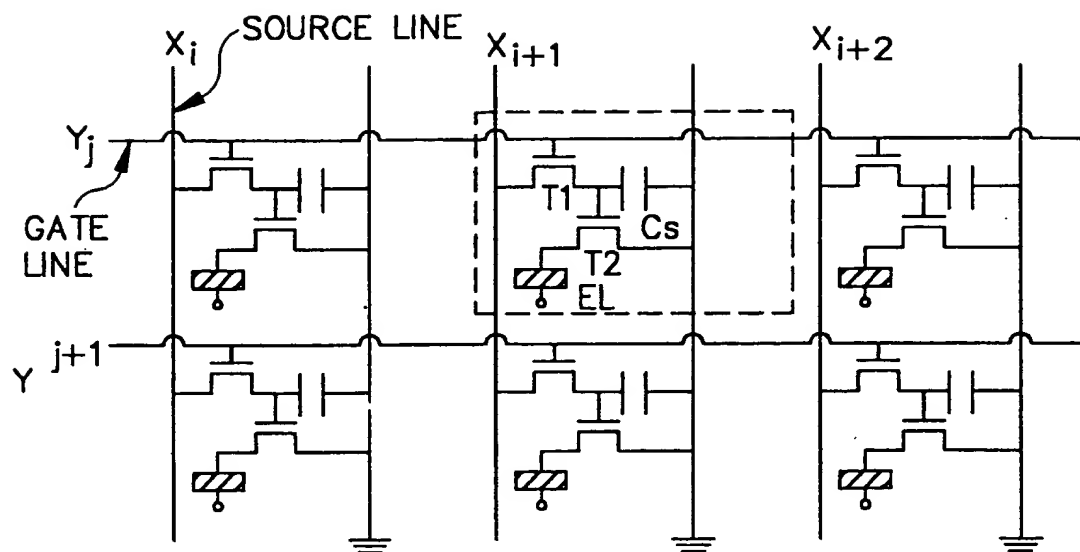 SOURCE LINE
Xi
Xi+1
Xi+2
Yj
GATE
LINE
T1
Cs
T2
EL
Y j+1